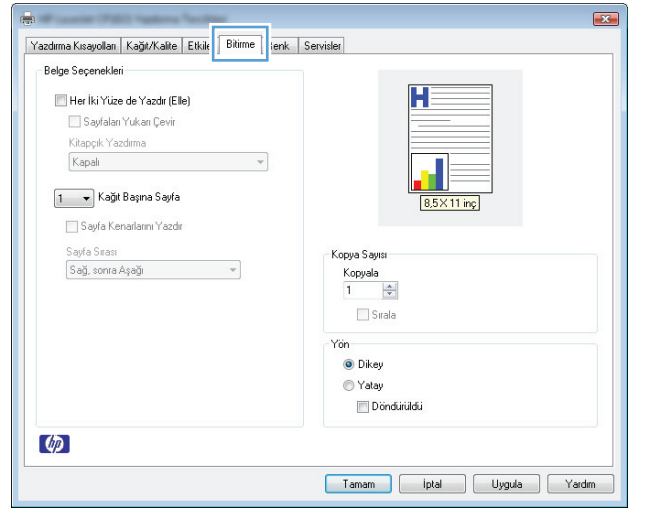 Yazdırma Kısayolları Kağıt/Kalite Bitirme Servisler
Belge Seçenekleri
Her İki Yüze de Yazdır (Elle)
Sayfaları Yukarı Çevir
Kitapçık Yazdırma
Kapalı
1 Kağıt Başına Sayfa
Sayfa Kenarlarını Yazdır
Sayfa Sırası
Sağ, sonra Aşağı
H
8,5 X 11 inç
Kopya Sayısı
Kopyala
1
Sırala
Yön
Dikey
Yatay
Döndürüldü
hp
Tamam İptal Uygula Yardım